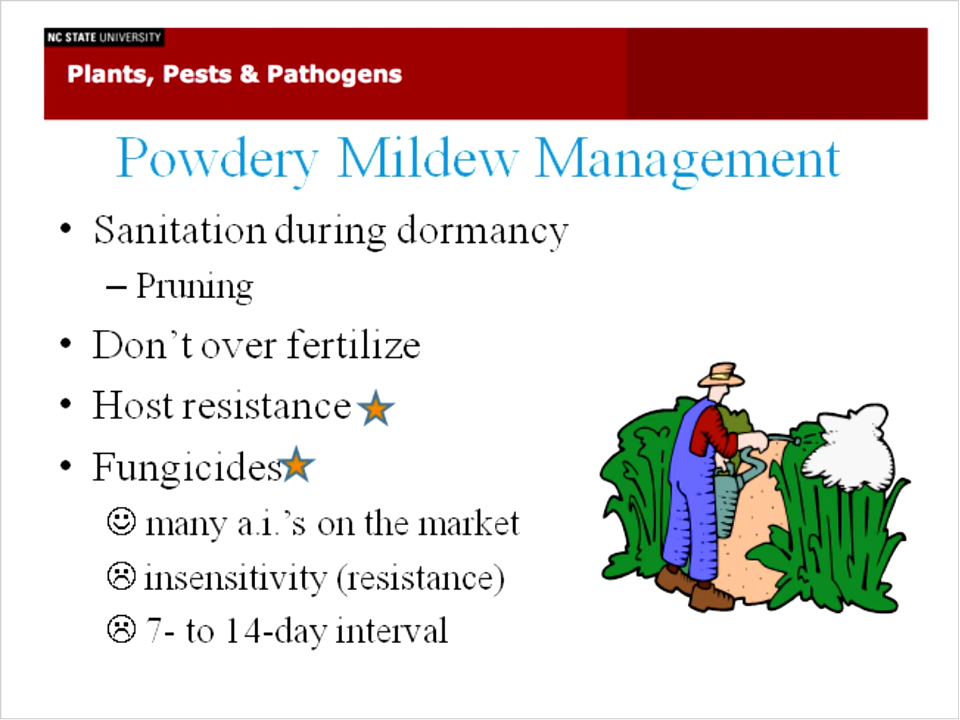 NC STATE UNIVERSITY
Plants, Pests & Pathogens
Powdery Mildew Management
• Sanitation during dormancy
– Pruning
• Don’t over fertilize
• Host resistance
• Fungicides
☺ many a.i.’s on the market
☹ insensitivity (resistance)
☹ 7- to 14-day interval